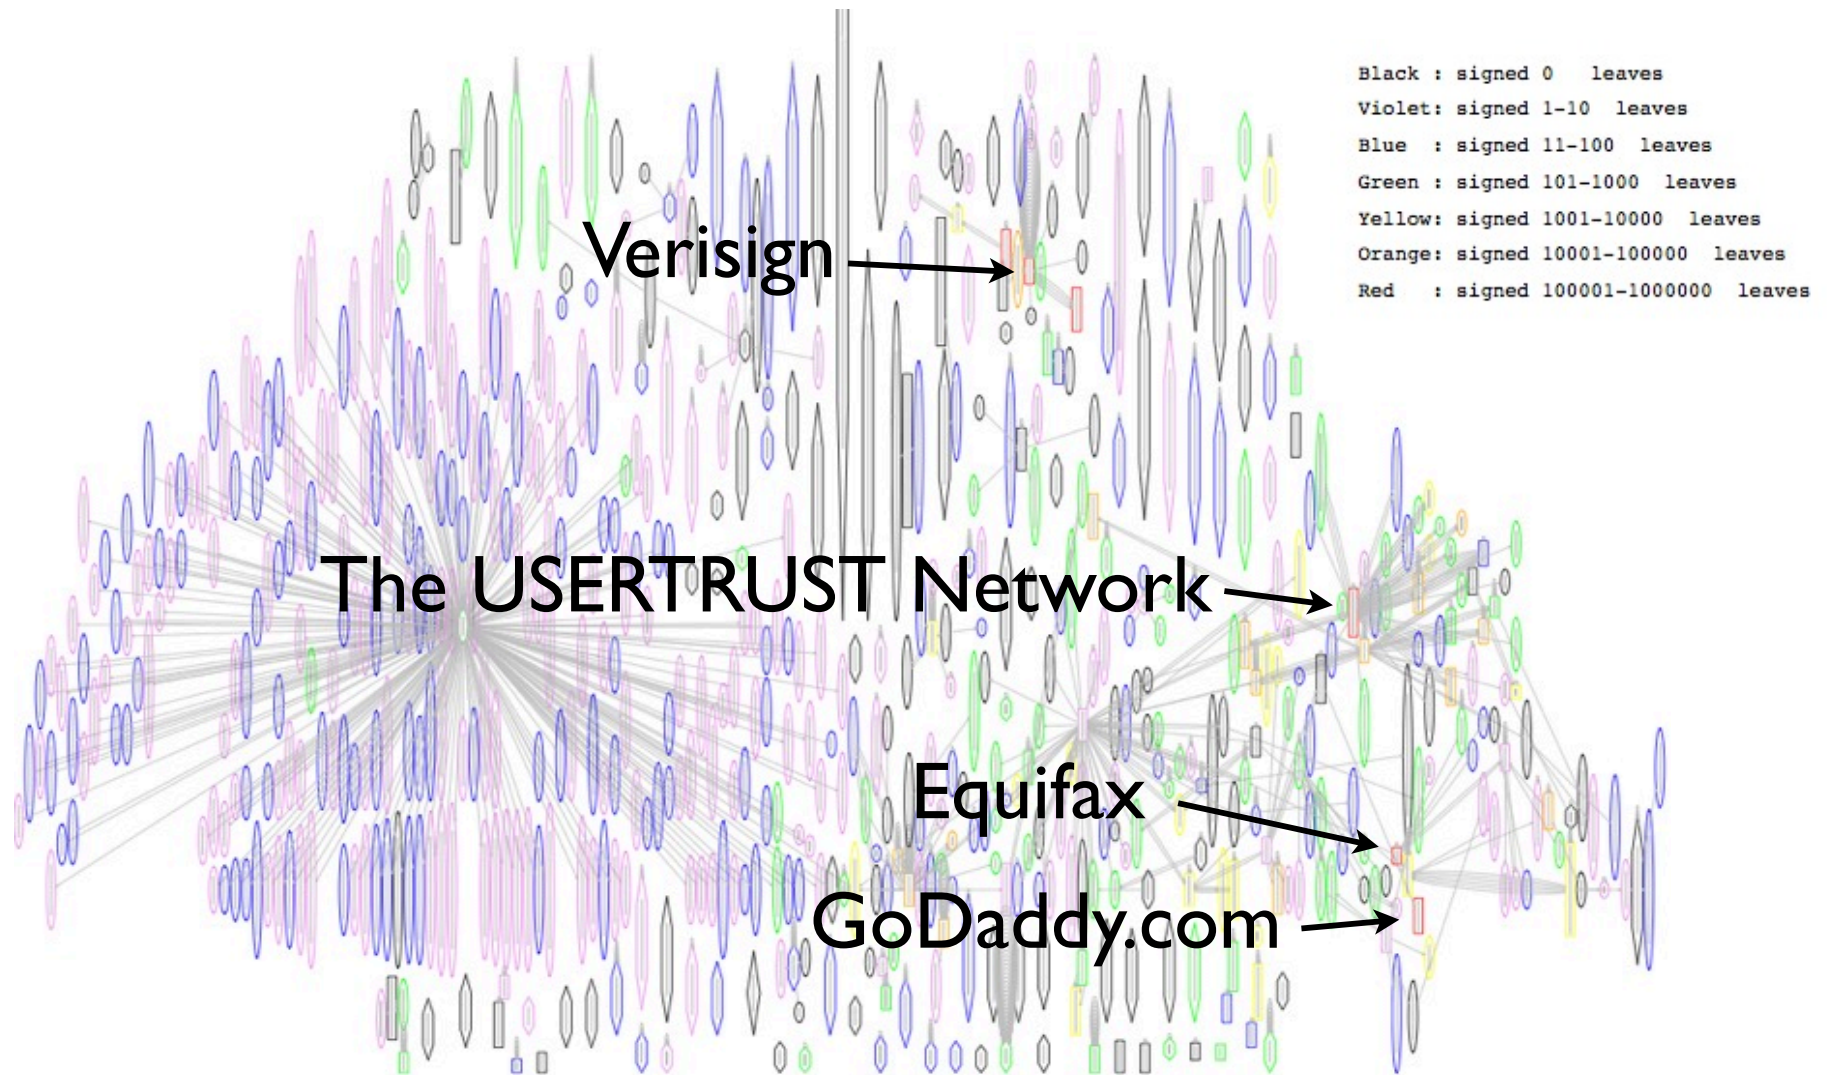 Black : signed 0 leaves
Violet: signed 1-10 leaves
Blue : signed 11-100 leaves
Green : signed 101-1000 leaves
Yellow: signed 1001-10000 leaves
Orange: signed 10001-100000 leaves
Red : signed 100001-1000000 leaves
Verisign
The USERTRUST Network
Equifax
GoDaddy.com